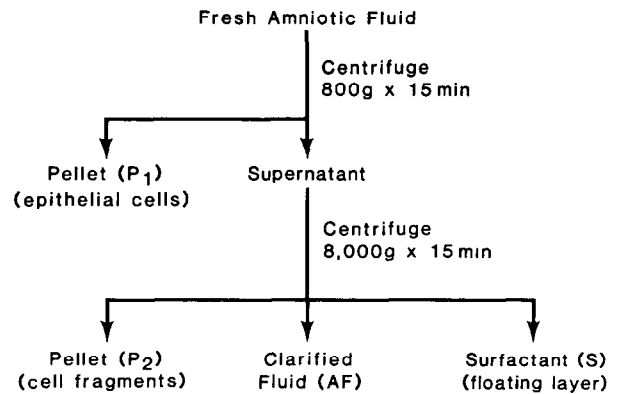 Fresh Amniotic Fluid
Centrifuge
800g x 15 min
Pellet (P1)
(epithelial cells)
Supernatant
Centrifuge
8,000g x 15 min
Pellet (P2)
(cell fragments)
Clarified
Fluid (AF)
Surfactant (S)
(floating layer)